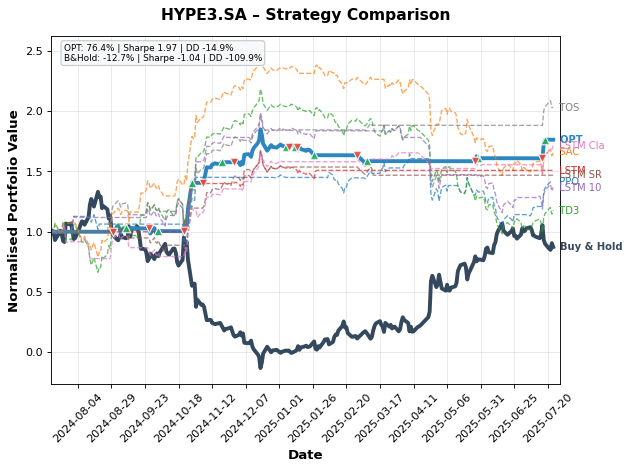 HYPE3.SA – Strategy Comparison
OPT: 76.4% | Sharpe 1.97 | DD -14.9%
B&Hold: -12.7% | Sharpe -1.04 | DD -109.9%
Normalised Portfolio Value
2.5
2.0
1.5
1.0
0.5
0.0
TOS
OPT
LSTM Cla
SAC
LSTM
LSTM SR
PPO
LSTM 10
TD3
Buy & Hold
2024-08-04
2024-08-29
2024-09-23
2024-10-18
2024-11-12
2024-12-07
2025-01-01
2025-01-26
2025-02-20
2025-03-17
2025-04-11
2025-05-06
2025-05-31
2025-06-25
2025-07-20
Date